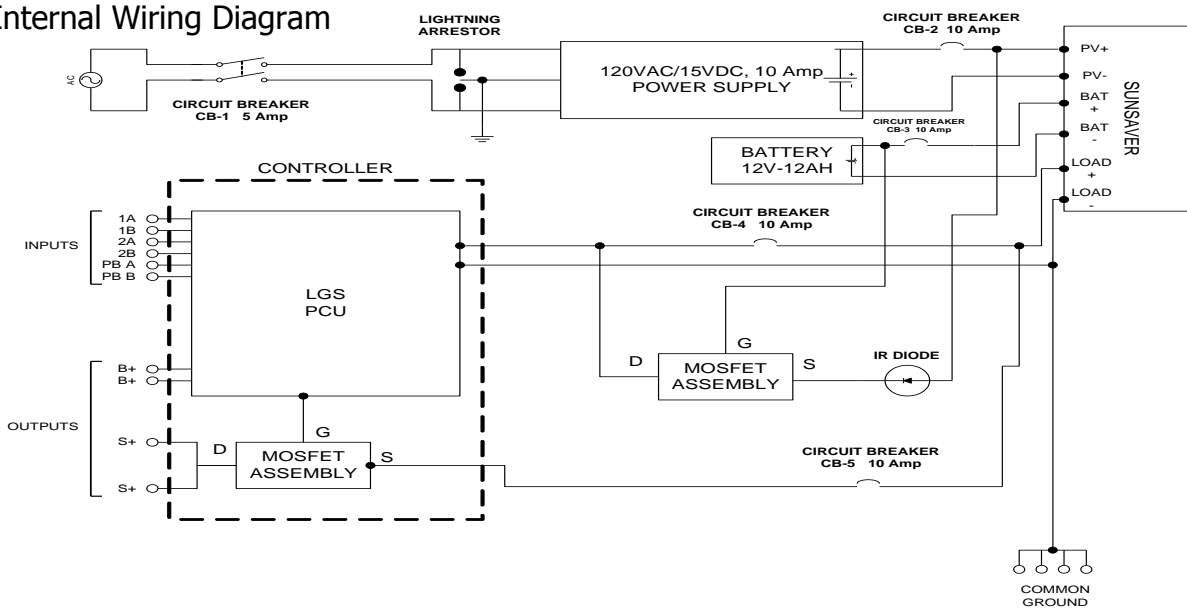 Internal Wiring Diagram
LIGHTNING
ARRESTOR
CIRCUIT BREAKER
CB-2 10 Amp
AC
120VAC/15VDC, 10 Amp
POWER SUPPLY
+
-
PV+
PV-
BAT
+
BAT
-
LOAD
+
LOAD
-
SUNSAVER
CIRCUIT BREAKER
CB-1 5 Amp
CIRCUIT BREAKER
CB-3 10 Amp
BATTERY
12V-12AH
CONTROLLER
CIRCUIT BREAKER
CB-4 10 Amp
INPUTS
1A
1B
2A
2B
PB A
PB B
LGS
PCU
G
D
MOSFET
ASSEMBLY
S
IR DIODE
B+
B+
OUTPUTS
S+
S+
D
G
MOSFET
ASSEMBLY
S
CIRCUIT BREAKER
CB-5 10 Amp
COMMON
GROUND